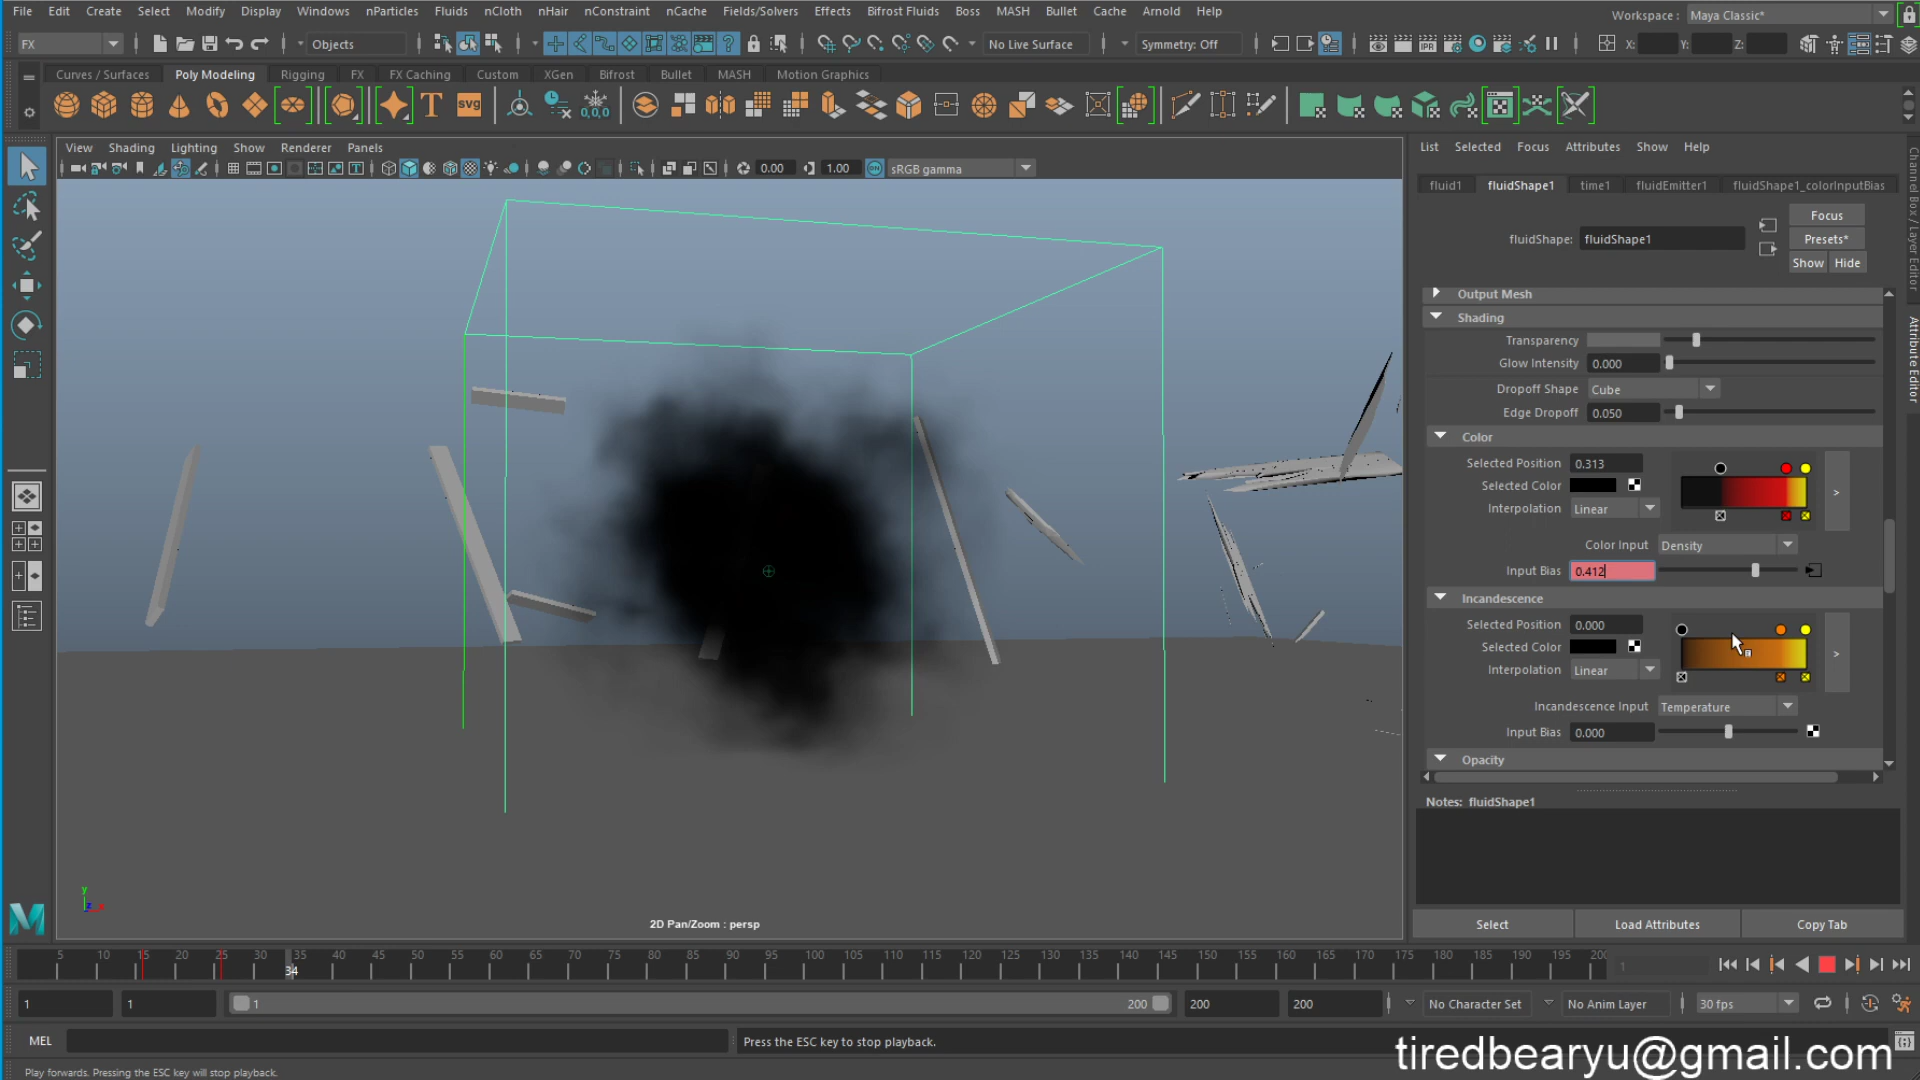 File Edit Create Select Modify Display Windows nParticles Fluids nCloth nHair nConstraint nCache Fields/Solvers Effects Bifrost Fluids Boss MASH Bullet Cache Arnold Help
Workspace : Maya Classic*
FX Objects No Live Surface Symmetry: Off X: Y: Z:
Curves / Surfaces Poly Modeling Rigging FX FX Caching Custom XGen Bifrost Bullet MASH Motion Graphics
View Shading Lighting Show Renderer Panels
0.00 1.00 sRGB gamma
List Selected Focus Attributes Show Help
fluid1 fluidShape1 time1 fluidEmitter1 fluidShape1_colorInputBias
Focus
fluidShape: fluidShape1 Presets*
Show Hide
Output Mesh
Shading
Transparency
Glow Intensity 0.000
Dropoff Shape Cube
Edge Dropoff 0.050
Color
Selected Position 0.313
Selected Color
Interpolation Linear
Color Input Density
Input Bias 0.412
Incandescence
Selected Position 0.000
Selected Color
Interpolation Linear
Incandescence Input Temperature
Input Bias 0.000
Opacity
Notes: fluidShape1
Select Load Attributes Copy Tab
Channel Box / Layer Editor
Attribute Editor
2D Pan/Zoom : persp
5 10 15 20 25 30 35 40 45 50 55 60 65 70 75 80 85 90 95 100 105 110 115 120 125 130 135 140 145 150 155 160 165 170 175 180 185 190 195 200
34
1
1 1 1 200 200 200 No Character Set No Anim Layer 30 fps
MEL Press the ESC key to stop playback.
Play forwards. Pressing the ESC key will stop playback.
tiredbearyu@gmail.com